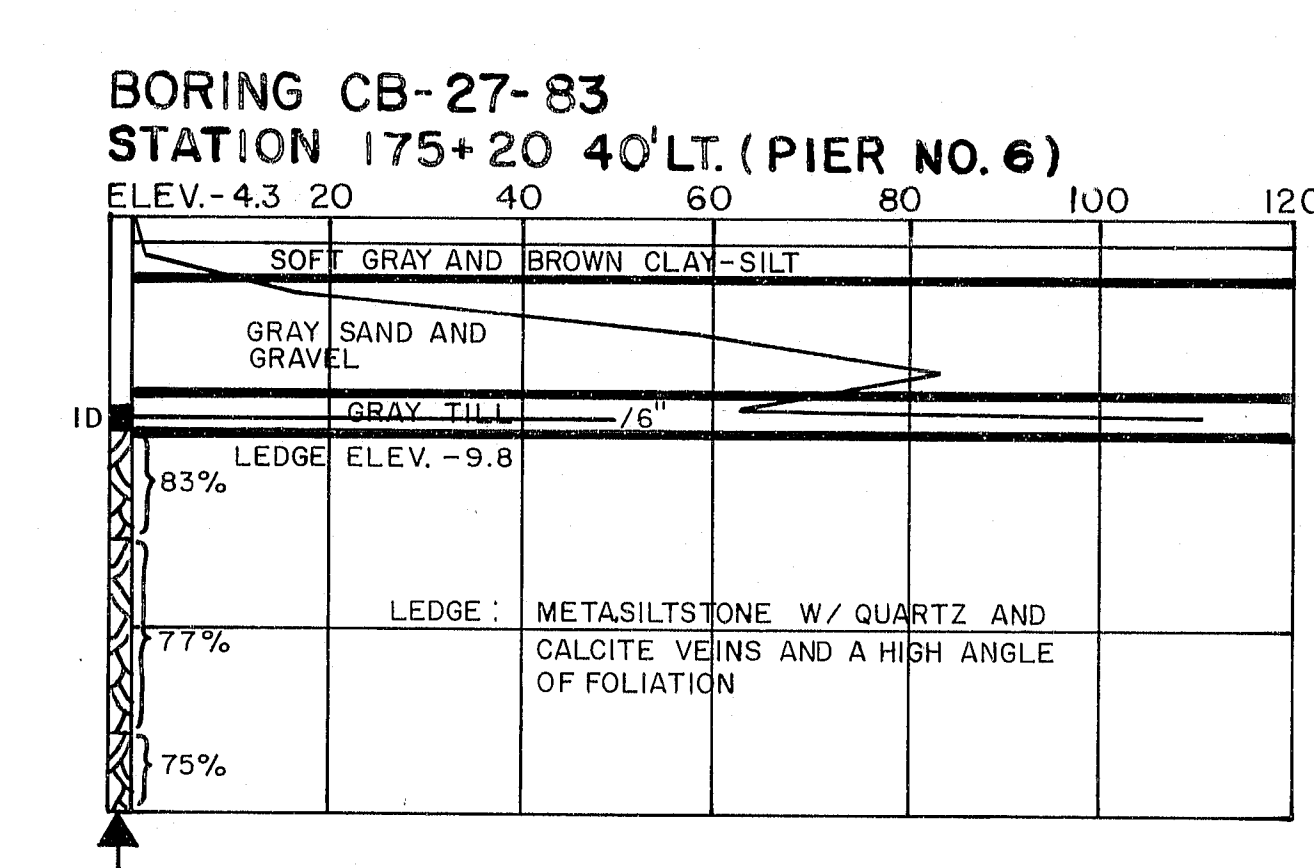 BORING CB-27-83
STATION 175+20 40'LT. (PIER NO. 6)
ELEV.-4.3 20 40 60 80 100 120
SOFT GRAY AND BROWN CLAY-SILT
GRAY SAND AND
GRAVEL
1D GRAY TILL /6"
LEDGE ELEV. -9.8
83%
LEDGE: METASILTSTONE W/ QUARTZ AND
77%
CALCITE VEINS AND A HIGH ANGLE
OF FOLIATION
75%